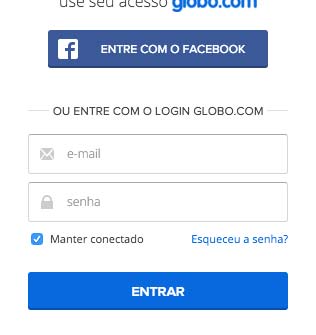 use seu acesso globo.com
ENTRE COM O FACEBOOK
OU ENTRE COM O LOGIN GLOBO.COM
e-mail
senha
Manter conectado
Esqueceu a senha?
ENTRAR